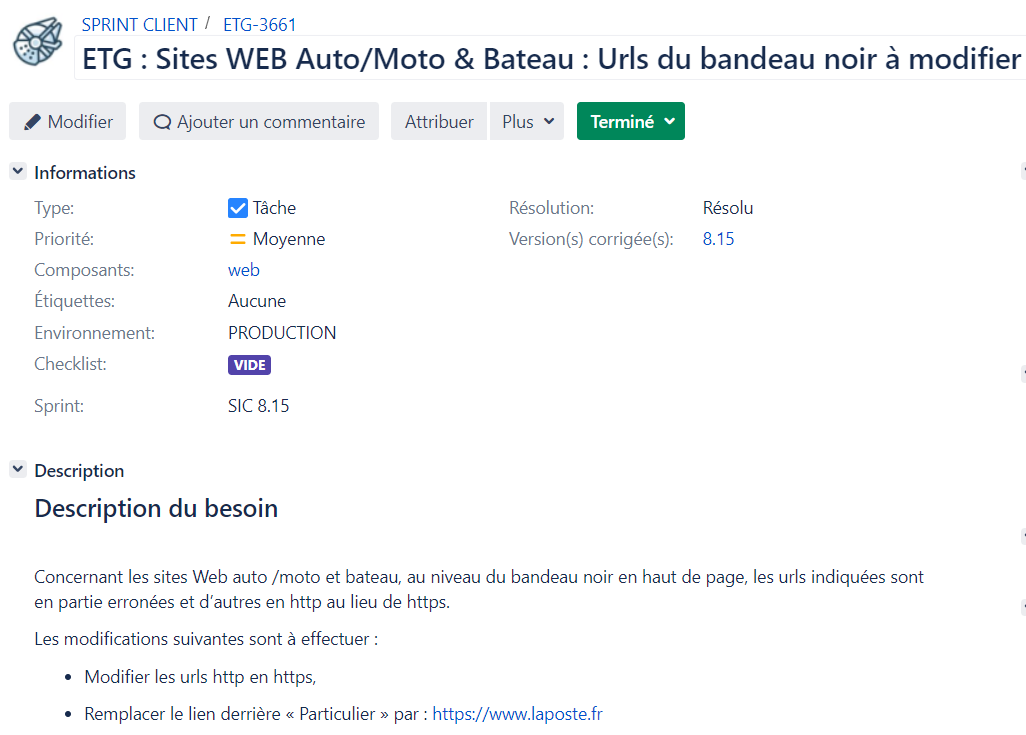 SPRINT CLIENT / ETG-3661
ETG : Sites WEB Auto/Moto & Bateau : Urls du bandeau noir à modifier
Modifier Ajouter un commentaire Attribuer Plus Terminé
Informations
Type: Tâche Résolution: Résolu
Priorité: Moyenne Version(s) corrigée(s): 8.15
Composants: web
Étiquettes: Aucune
Environnement: PRODUCTION
Checklist: VIDE
Sprint: SIC 8.15
Description
Description du besoin
Concernant les sites Web auto /moto et bateau, au niveau du bandeau noir en haut de page, les urls indiquées sont
en partie erronées et d’autres en http au lieu de https.
Les modifications suivantes sont à effectuer :
• Modifier les urls http en https,
• Remplacer le lien derrière « Particulier » par : https://www.laposte.fr